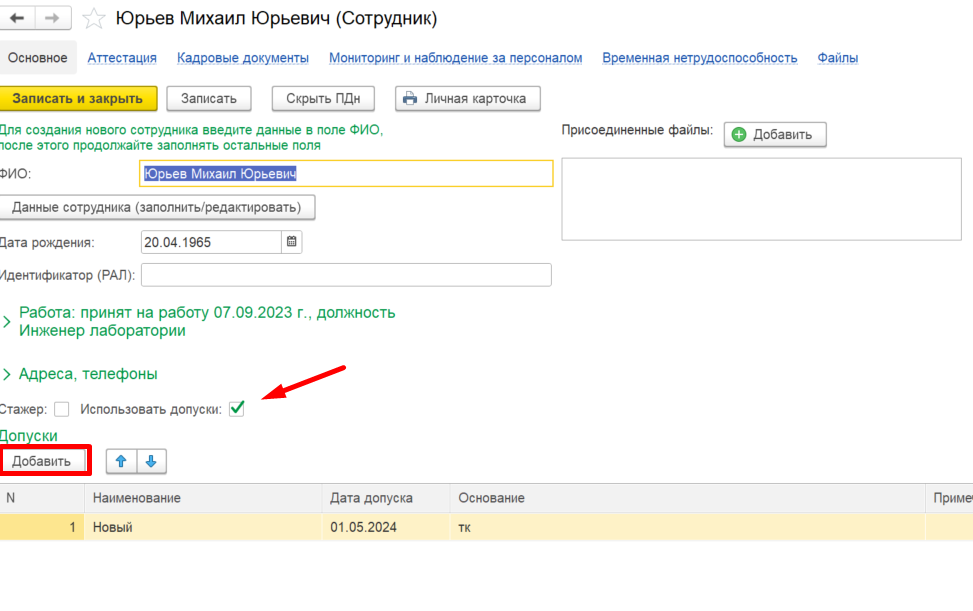 Юрьев Михаил Юрьевич (Сотрудник)
Основное Аттестация Кадровые документы Мониторинг и наблюдение за персоналом Временная нетрудоспособность Файлы
Записать и закрыть Записать Скрыть ПДн Личная карточка
Для создания нового сотрудника введите данные в поле ФИО,
после этого продолжайте заполнять остальные поля
Присоединенные файлы: Добавить
ФИО: Юрьев Михаил Юрьевич
Данные сотрудника (заполнить/редактировать)
Дата рождения: 20.04.1965
Идентификатор (РАЛ):
Работа: принят на работу 07.09.2023 г., должность
Инженер лаборатории
Адреса, телефоны
Стажер: Использовать допуски:
Допуски
Добавить
N Наименование Дата допуска Основание Приме
1 Новый 01.05.2024 тк